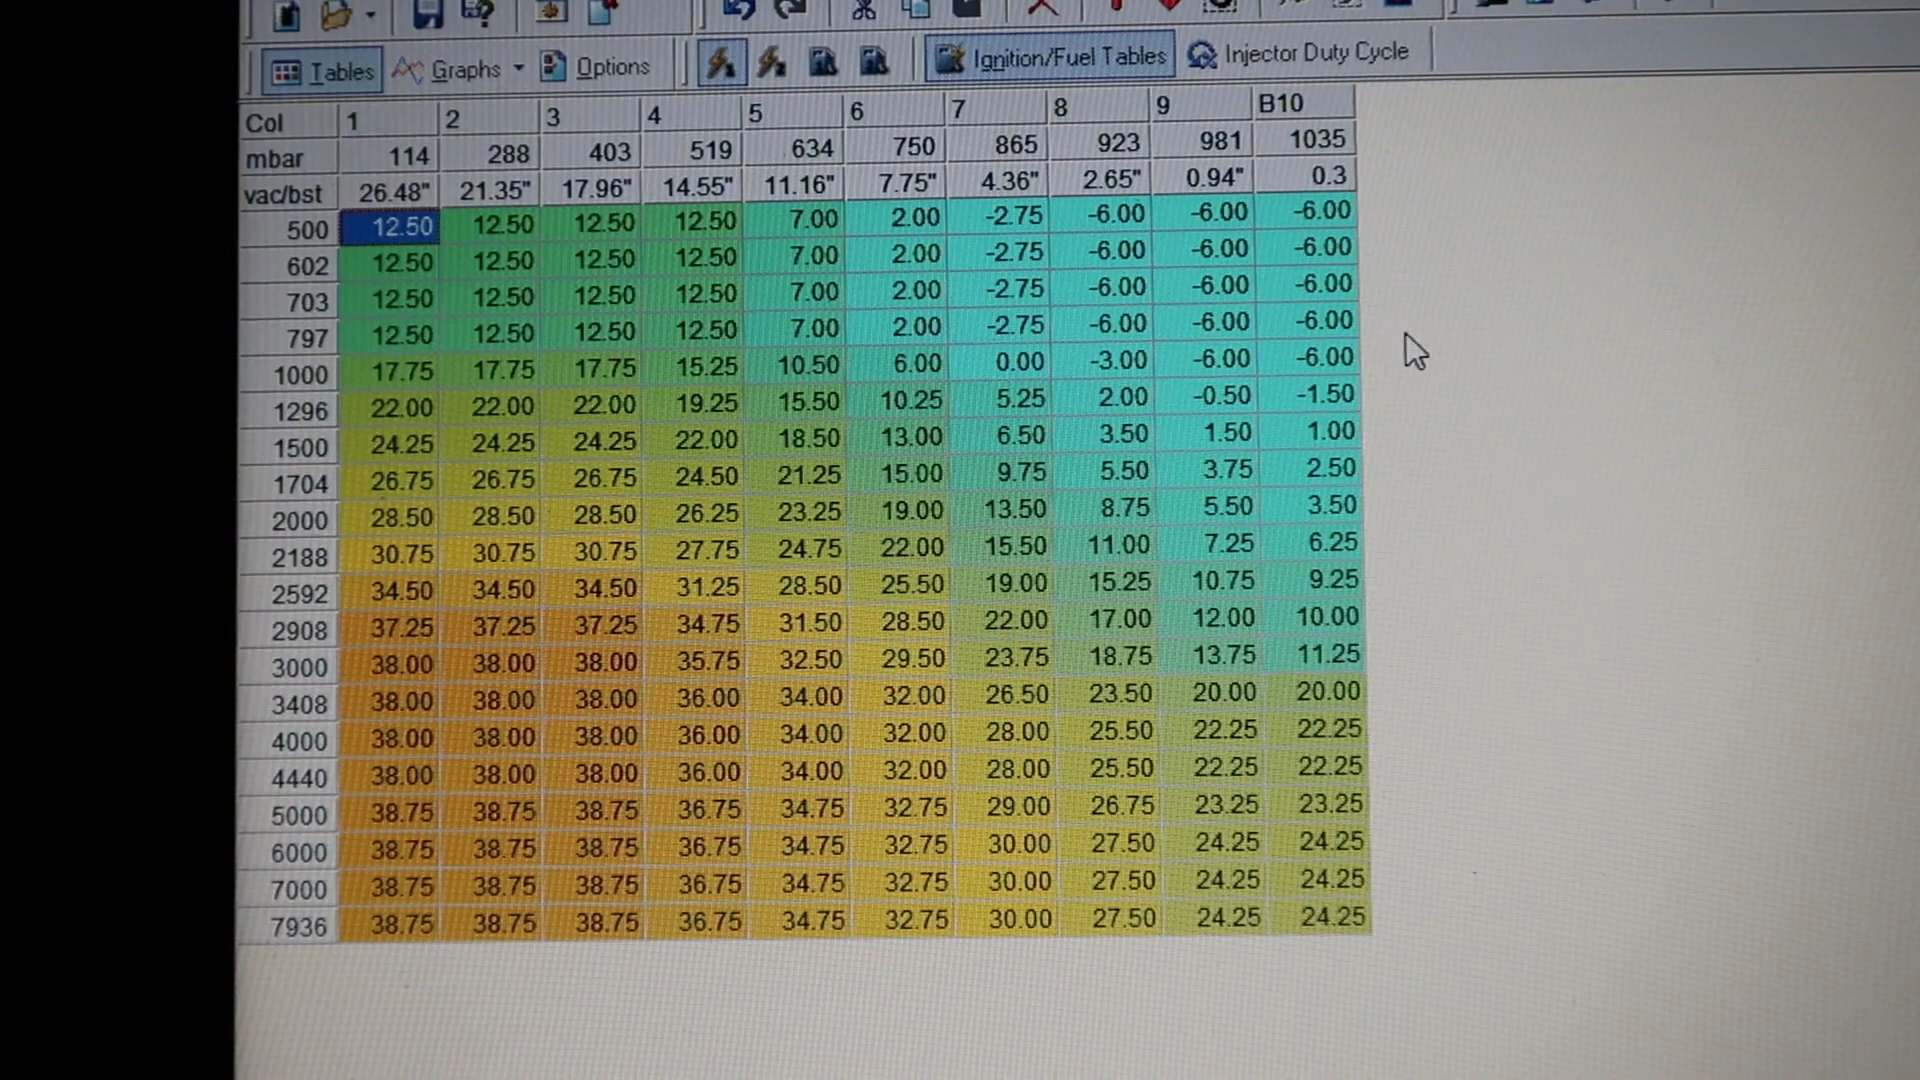 Tables Graphs Options Ignition/Fuel Tables Injector Duty Cycle
Col 1 2 3 4 5 6 7 8 9 B10
mbar 114 288 403 519 634 750 865 923 981 1035
vac/bst 26.48" 21.35" 17.96" 14.55" 11.16" 7.75" 4.36" 2.65" 0.94" 0.3
500 12.50 12.50 12.50 12.50 7.00 2.00 -2.75 -6.00 -6.00 -6.00
602 12.50 12.50 12.50 12.50 7.00 2.00 -2.75 -6.00 -6.00 -6.00
703 12.50 12.50 12.50 12.50 7.00 2.00 -2.75 -6.00 -6.00 -6.00
797 12.50 12.50 12.50 12.50 7.00 2.00 -2.75 -6.00 -6.00 -6.00
1000 17.75 17.75 17.75 15.25 10.50 6.00 0.00 -3.00 -6.00 -6.00
1296 22.00 22.00 22.00 19.25 15.50 10.25 5.25 2.00 -0.50 -1.50
1500 24.25 24.25 24.25 22.00 18.50 13.00 6.50 3.50 1.50 1.00
1704 26.75 26.75 26.75 24.50 21.25 15.00 9.75 5.50 3.75 2.50
2000 28.50 28.50 28.50 26.25 23.25 19.00 13.50 8.75 5.50 3.50
2188 30.75 30.75 30.75 27.75 24.75 22.00 15.50 11.00 7.25 6.25
2592 34.50 34.50 34.50 31.25 28.50 25.50 19.00 15.25 10.75 9.25
2908 37.25 37.25 37.25 34.75 31.50 28.50 22.00 17.00 12.00 10.00
3000 38.00 38.00 38.00 35.75 32.50 29.50 23.75 18.75 13.75 11.25
3408 38.00 38.00 38.00 36.00 34.00 32.00 26.50 23.50 20.00 20.00
4000 38.00 38.00 38.00 36.00 34.00 32.00 28.00 25.50 22.25 22.25
4440 38.00 38.00 38.00 36.00 34.00 32.00 28.00 25.50 22.25 22.25
5000 38.75 38.75 38.75 36.75 34.75 32.75 29.00 26.75 23.25 23.25
6000 38.75 38.75 38.75 36.75 34.75 32.75 30.00 27.50 24.25 24.25
7000 38.75 38.75 38.75 36.75 34.75 32.75 30.00 27.50 24.25 24.25
7936 38.75 38.75 38.75 36.75 34.75 32.75 30.00 27.50 24.25 24.25